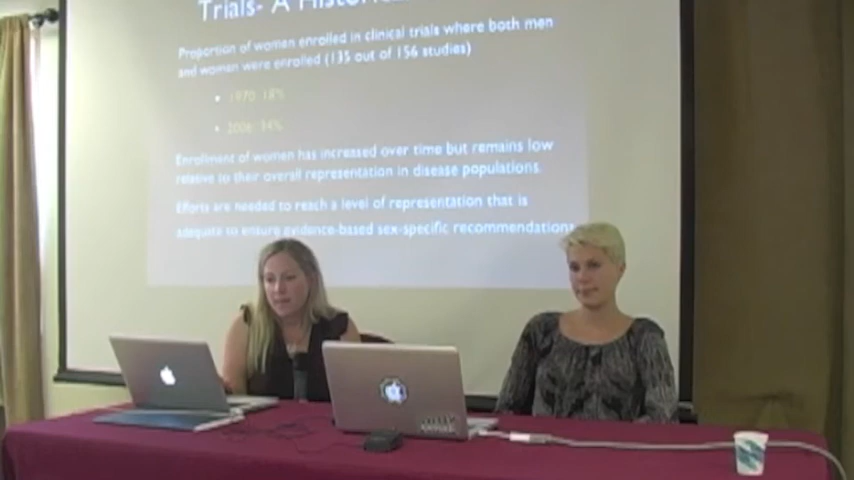 Trials- A Historical
Proportion of women enrolled in clinical trials where both men
and women were enrolled (135 out of 156 studies)
• 1970: 18%
• 2006: 34%
Enrollment of women has increased over time but remains low
relative to their overall representation in disease populations.
Efforts are needed to reach a level of representation that is
adequate to ensure evidence-based sex-specific recommendations